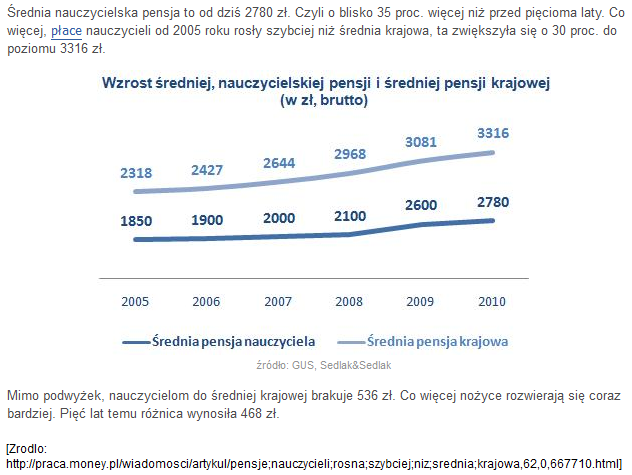 Średnia nauczycielska pensja to od dziś 2780 zł. Czyli o blisko 35 proc. więcej niż przed pięcioma laty. Co
więcej, płace nauczycieli od 2005 roku rosły szybciej niż średnia krajowa, ta zwiększyła się o 30 proc. do
poziomu 3316 zł.
Wzrost średniej, nauczycielskiej pensji i średniej pensji krajowej
(w zł, brutto)
2318 2427 2644 2968 3081 3316
1850 1900 2000 2100 2600 2780
2005 2006 2007 2008 2009 2010
Średnia pensja nauczyciela Średnia pensja krajowa
źródło: GUS, Sedlak&Sedlak
Mimo podwyżek, nauczycielom do średniej krajowej brakuje 536 zł. Co więcej nożyce rozwierają się coraz
bardziej. Pięć lat temu różnica wynosiła 468 zł.
[Zrodlo:
http://praca.money.pl/wiadomosci/artykul/pensje;nauczycieli;rosna;szybciej;niz;srednia;krajowa,62,0,667710.html]